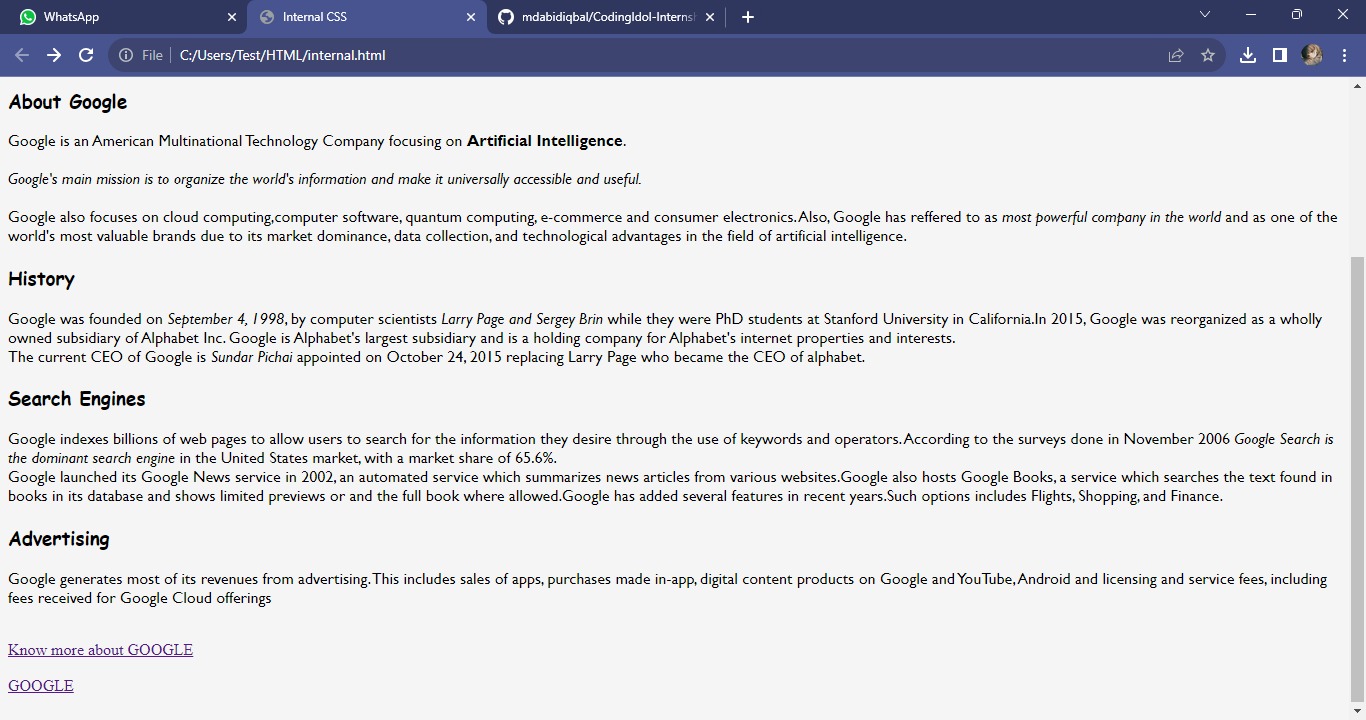 WhatsApp
Internal CSS
mdabidiqbal/CodingIdol-Interns
File
C:/Users/Test/HTML/internal.html
About Google
Google is an American Multinational Technology Company focusing on Artificial Intelligence.
Google's main mission is to organize the world's information and make it universally accessible and useful.
Google also focuses on cloud computing,computer software, quantum computing, e-commerce and consumer electronics.Also, Google has reffered to as most powerful company in the world and as one of the
world's most valuable brands due to its market dominance, data collection, and technological advantages in the field of artificial intelligence.
History
Google was founded on September 4, 1998, by computer scientists Larry Page and Sergey Brin while they were PhD students at Stanford University in California.In 2015, Google was reorganized as a wholly
owned subsidiary of Alphabet Inc. Google is Alphabet's largest subsidiary and is a holding company for Alphabet's internet properties and interests.
The current CEO of Google is Sundar Pichai appointed on October 24, 2015 replacing Larry Page who became the CEO of alphabet.
Search Engines
Google indexes billions of web pages to allow users to search for the information they desire through the use of keywords and operators.According to the surveys done in November 2006 Google Search is
the dominant search engine in the United States market, with a market share of 65.6%.
Google launched its Google News service in 2002, an automated service which summarizes news articles from various websites.Google also hosts Google Books, a service which searches the text found in
books in its database and shows limited previews or and the full book where allowed.Google has added several features in recent years.Such options includes Flights, Shopping, and Finance.
Advertising
Google generates most of its revenues from advertising.This includes sales of apps, purchases made in-app, digital content products on Google and YouTube,Android and licensing and service fees, including
fees received for Google Cloud offerings
Know more about GOOGLE
GOOGLE